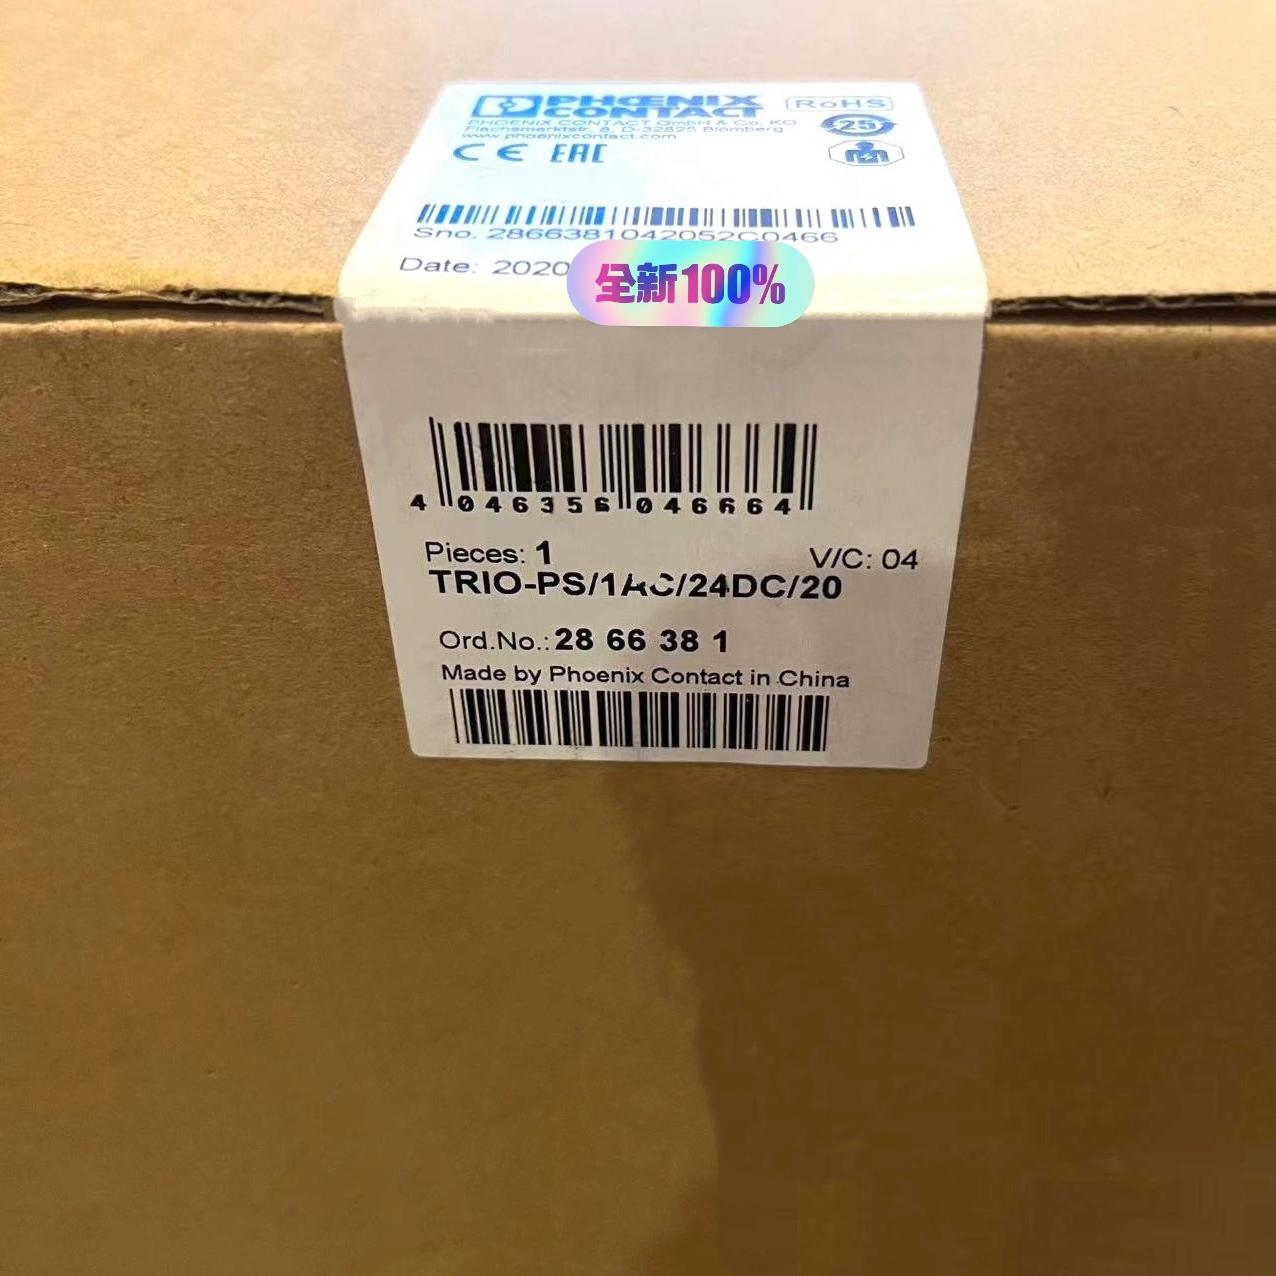 PHŒNIX
CONTACT
RoHS
PHOENIX CONTACT GmbH & Co. KG
Flachsmarktstr. 8, D-32825 Blomberg
www.phoenixcontact.com
25
CE EAC
Sno. 2866381042052C0466
Date: 2020
全新100%
4 046356 046664
Pieces: 1 V/C: 04
TRIO-PS/1AC/24DC/20
Ord.No.: 28 66 38 1
Made by Phoenix Contact in China